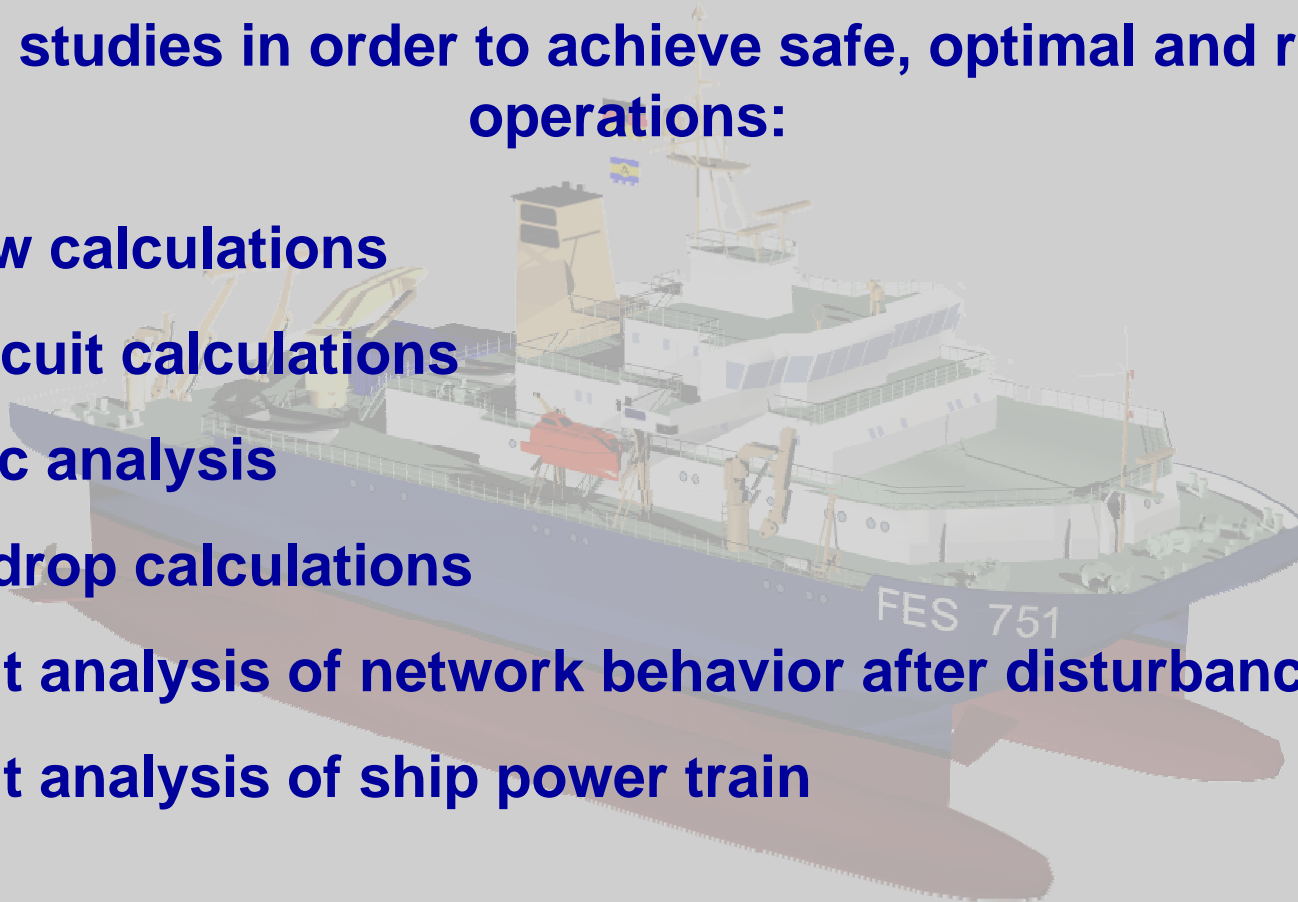 studies in order to achieve safe, optimal and r
operations:
w calculations
cuit calculations
c analysis
drop calculations
t analysis of network behavior after disturbanc
t analysis of ship power train
FES 751